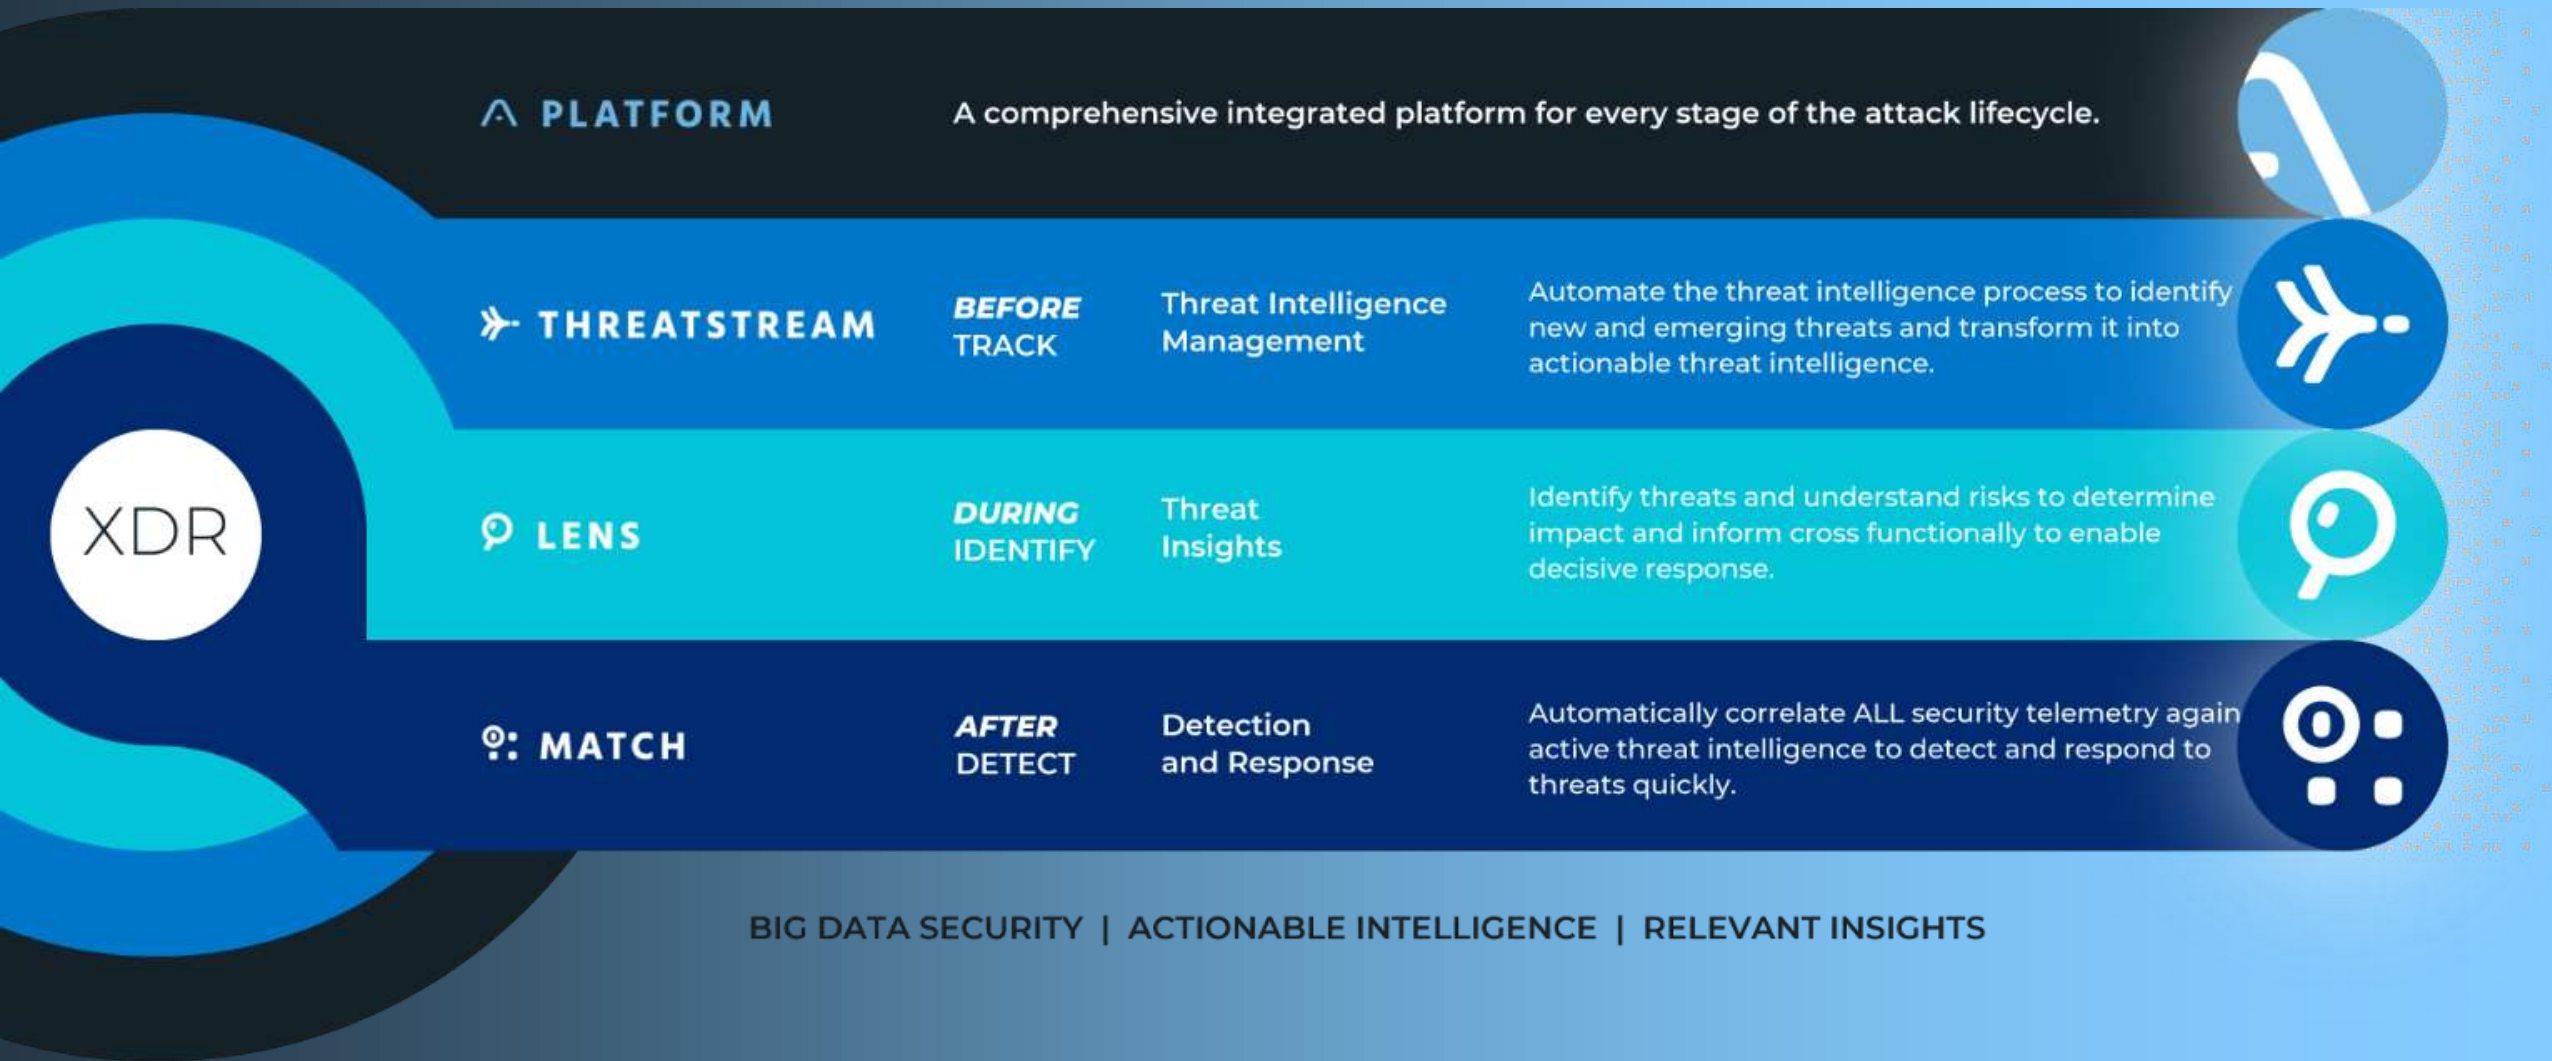 XDR
PLATFORM
A comprehensive integrated platform for every stage of the attack lifecycle.
THREATSTREAM
BEFORE
TRACK
Threat Intelligence
Management
Automate the threat intelligence process to identify
new and emerging threats and transform it into
actionable threat intelligence.
LENS
DURING
IDENTIFY
Threat
Insights
Identify threats and understand risks to determine
impact and inform cross functionally to enable
decisive response.
MATCH
AFTER
DETECT
Detection
and Response
Automatically correlate ALL security telemetry again
active threat intelligence to detect and respond to
threats quickly.
BIG DATA SECURITY | ACTIONABLE INTELLIGENCE | RELEVANT INSIGHTS